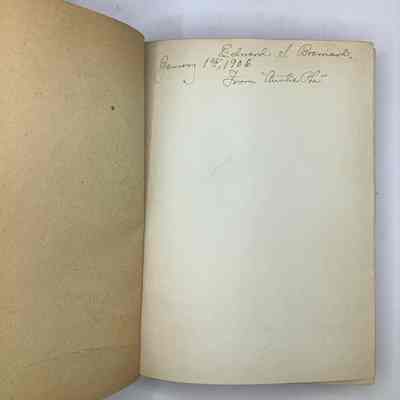 Edward S.
January 1st, 1906
From "Auntie